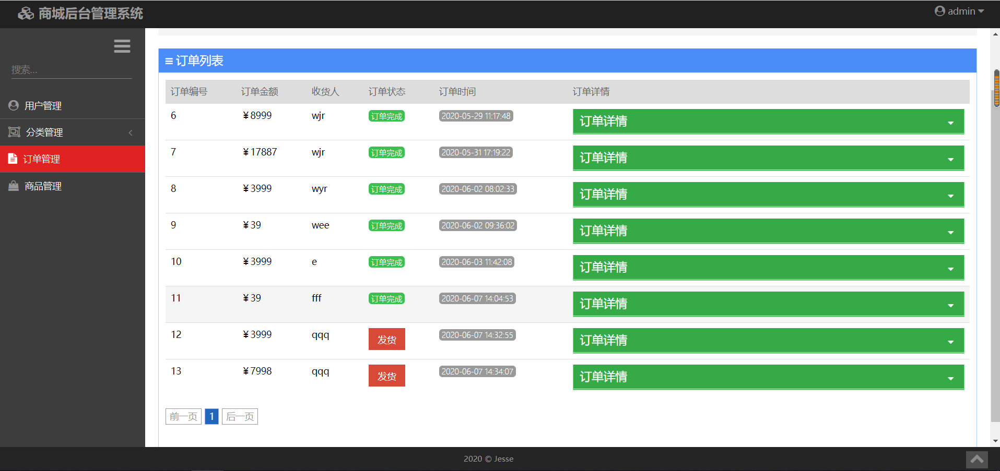 商城后台管理系统
admin
搜索...
用户管理
分类管理
订单管理
商品管理
订单列表
订单编号 订单金额 收货人 订单状态 订单时间 订单详情
6 ¥8999 wjr 订单完成 2020-05-29 11:17:48 订单详情
7 ¥17887 wjr 订单完成 2020-05-31 17:19:22 订单详情
8 ¥3999 wyr 订单完成 2020-06-02 08:02:33 订单详情
9 ¥39 wee 订单完成 2020-06-02 09:36:02 订单详情
10 ¥3999 e 订单完成 2020-06-03 11:42:08 订单详情
11 ¥39 fff 订单完成 2020-06-07 14:04:53 订单详情
12 ¥3999 qqq 发货 2020-06-07 14:32:55 订单详情
13 ¥7998 qqq 发货 2020-06-07 14:34:07 订单详情
前一页 1 后一页
2020 © Jesse